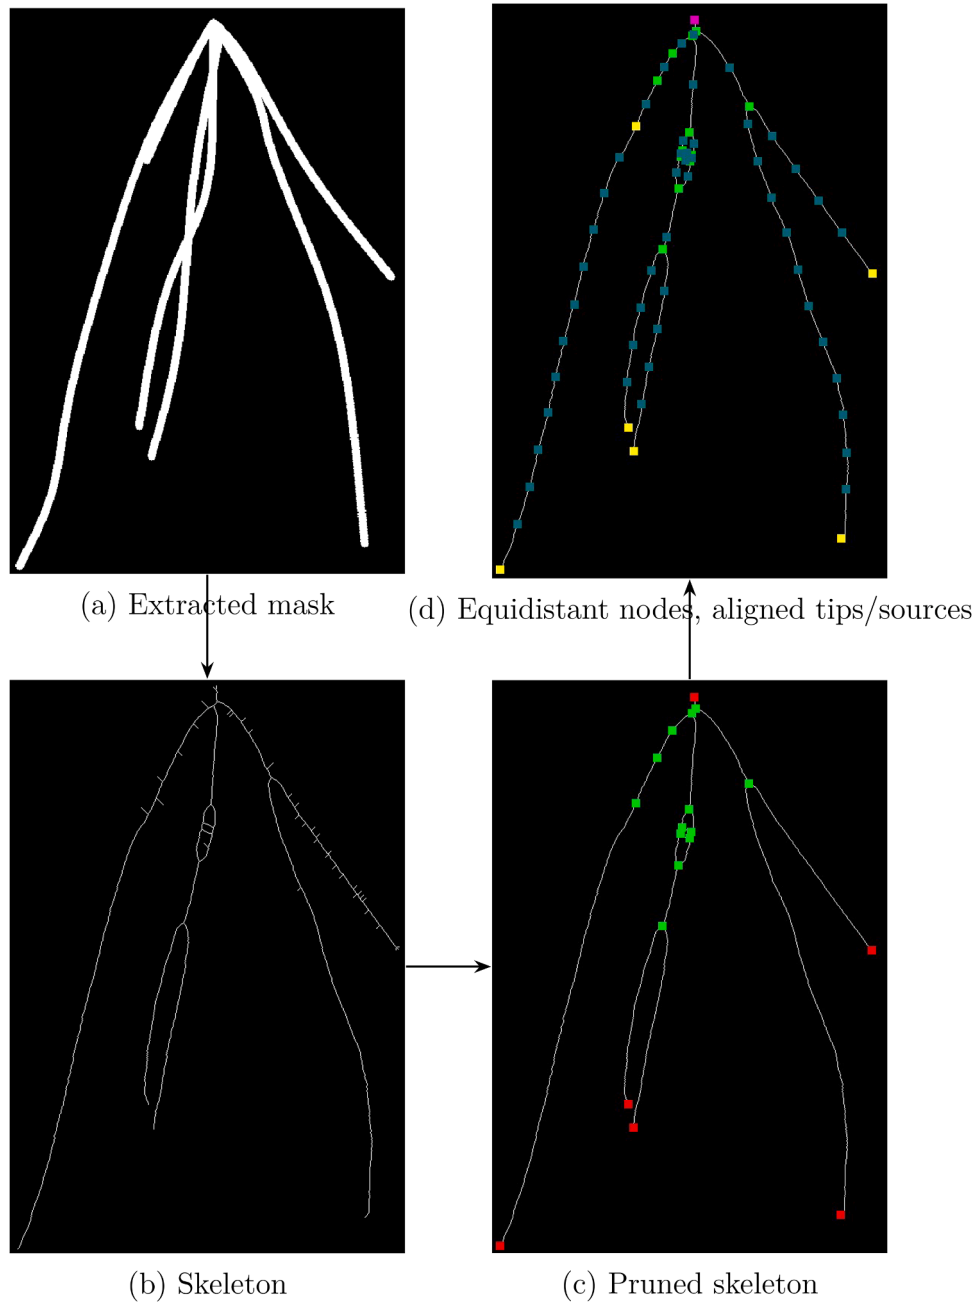 (a) Extracted mask
(d) Equidistant nodes, aligned tips/sources
(b) Skeleton
(c) Pruned skeleton